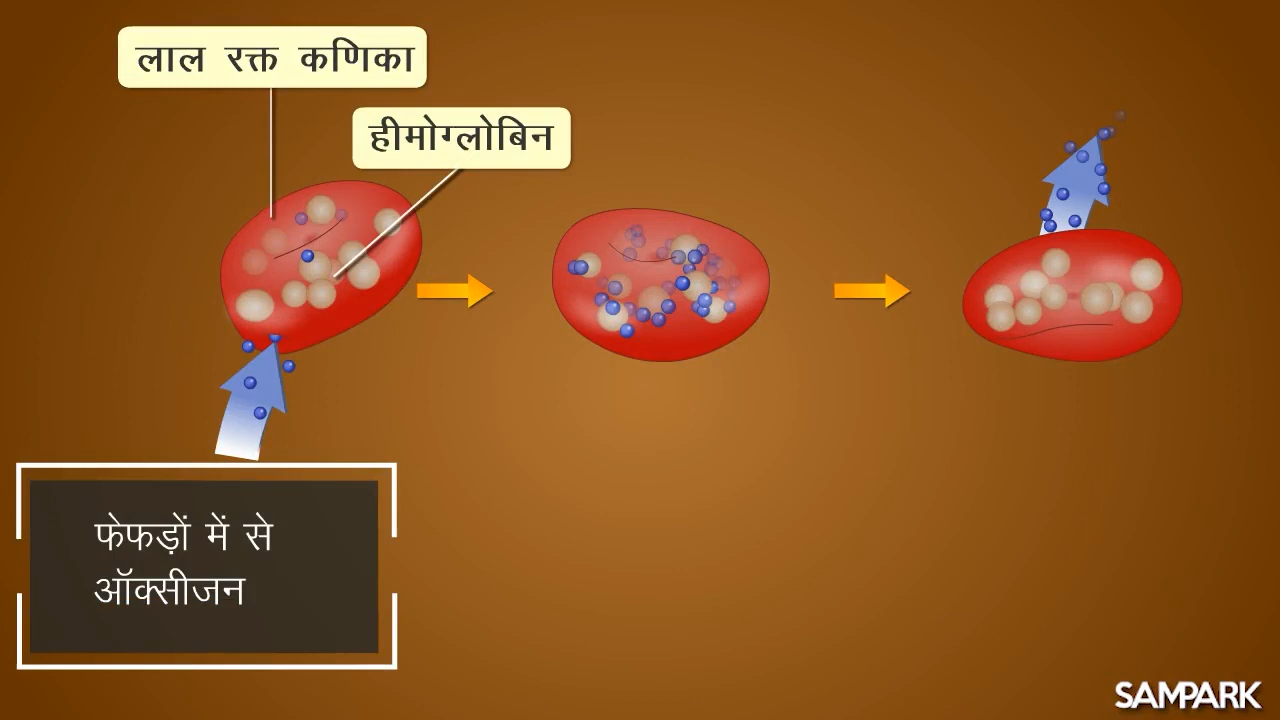 लाल रक्त कणिका
हीमोग्लोबिन
फेफड़ों में से
ऑक्सीजन
SAMPARK